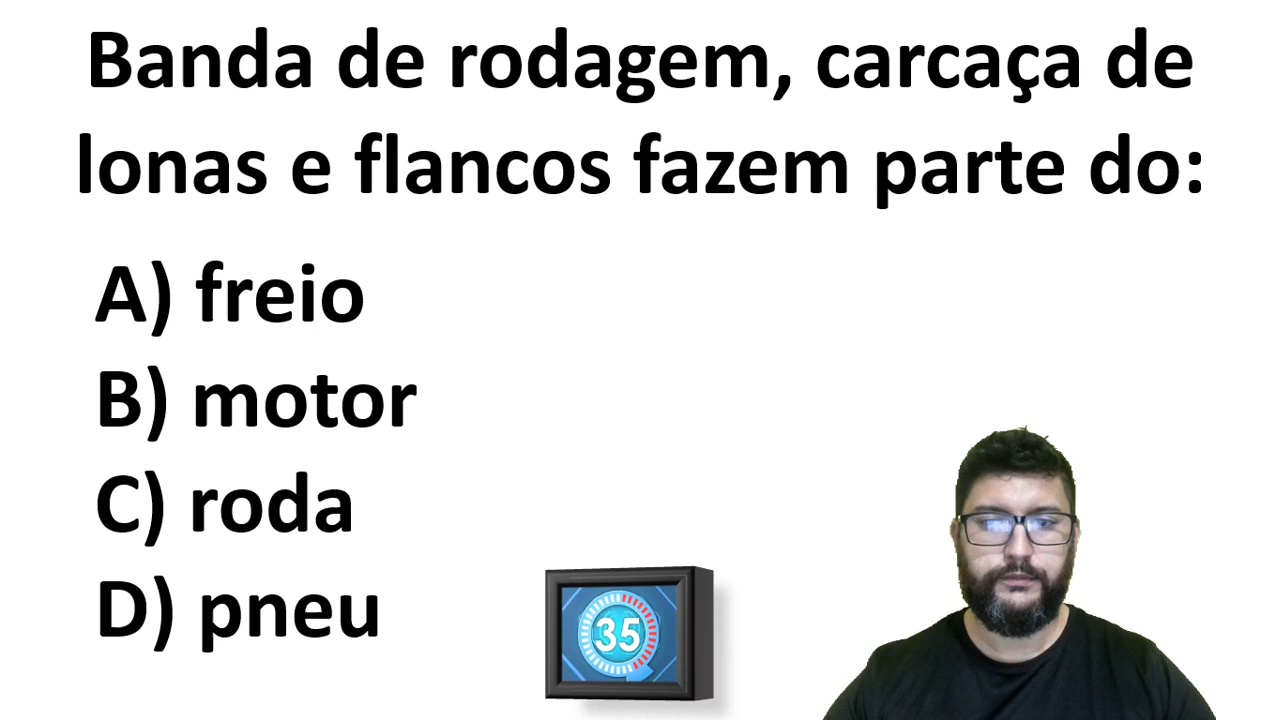 Banda de rodagem, carcaça de
lonas e flancos fazem parte do:
A) freio
B) motor
C) roda
D) pneu
35